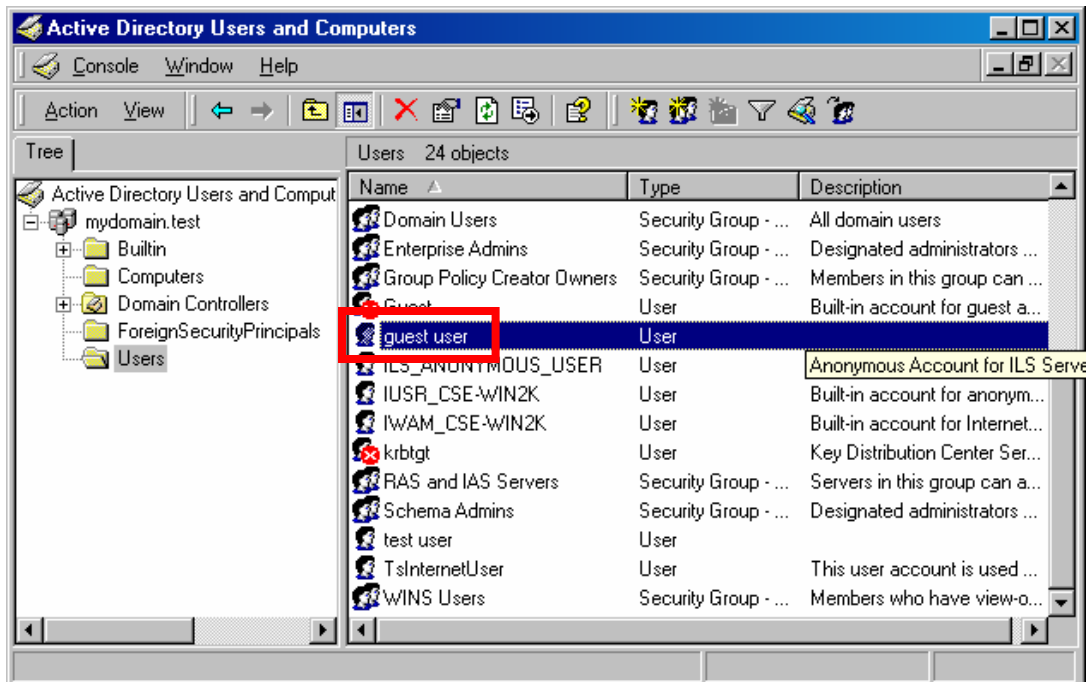 Active Directory Users and Computers
Console Window Help
Action View
Tree
Users 24 objects
Active Directory Users and Comput
mydomain.test
Builtin
Computers
Domain Controllers
ForeignSecurityPrincipals
Users
Name Type Description
Domain Users Security Group - ... All domain users
Enterprise Admins Security Group - ... Designated administrators ...
Group Policy Creator Owners Security Group - ... Members in this group can ...
Guest User Built-in account for guest a...
guest user User
ILS_ANONYMOUS_USER User Anonymous Account for ILS Serve
IUSR_CSE-WIN2K User Built-in account for anonym...
IWAM_CSE-WIN2K User Built-in account for Internet...
krbtgt User Key Distribution Center Ser...
RAS and IAS Servers Security Group - ... Servers in this group can a...
Schema Admins Security Group - ... Designated administrators ...
test user User
TsInternetUser User This user account is used ...
WINS Users Security Group - ... Members who have view-o...